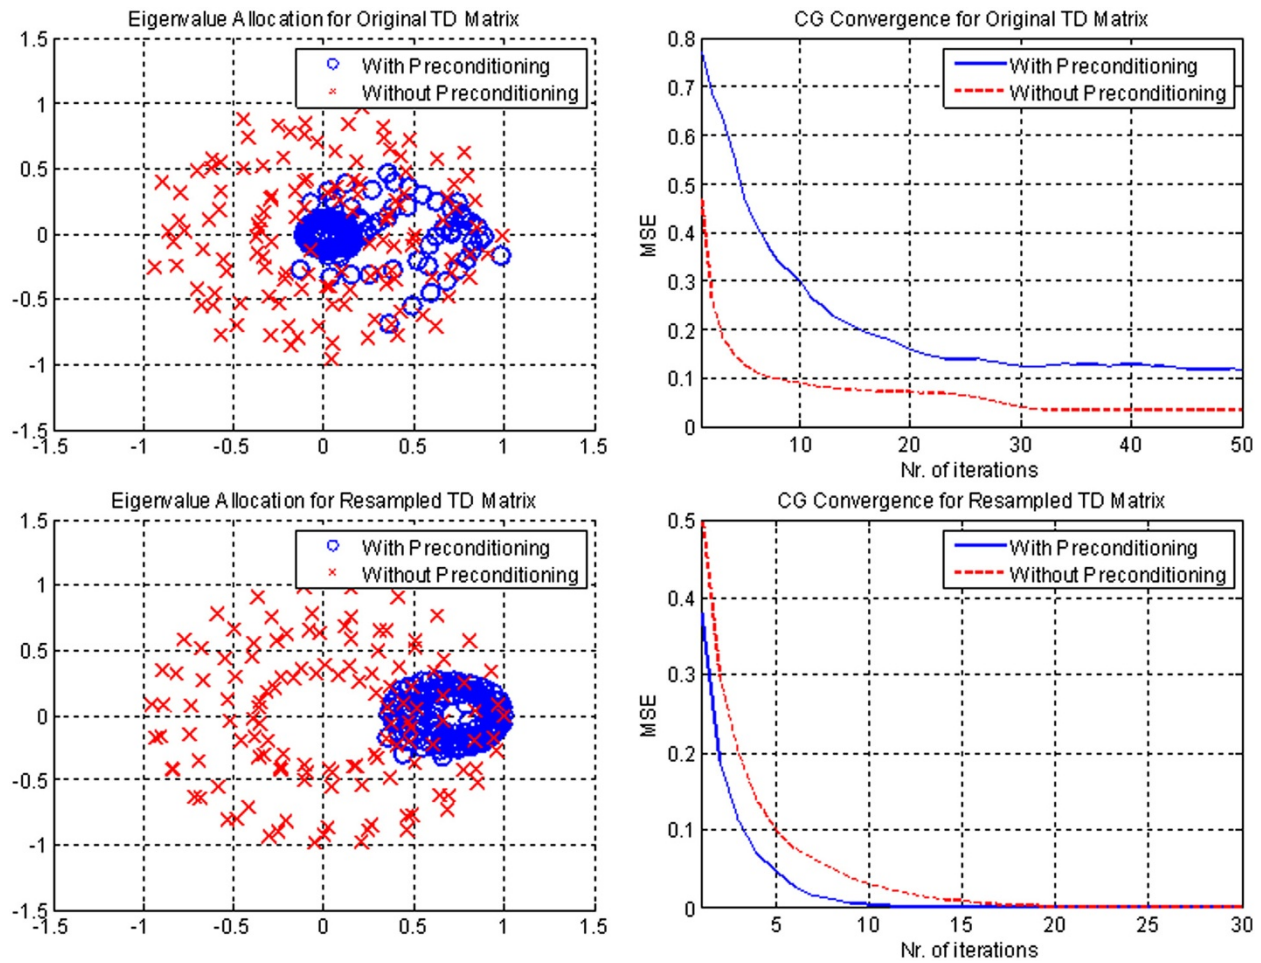 Eigenvalue Allocation for Original TD Matrix
1.5
1
0.5
0
-0.5
-1
-1.5
With Preconditioning
Without Preconditioning
-1.5 -1 -0.5 0 0.5 1 1.5
CG Convergence for Original TD Matrix
0.8
0.7
0.6
0.5
0.4
0.3
0.2
0.1
0
MSE
With Preconditioning
Without Preconditioning
10 20 30 40 50
Nr. of iterations
Eigenvalue Allocation for Resampled TD Matrix
1.5
1
0.5
0
-0.5
-1
-1.5
With Preconditioning
Without Preconditioning
-1.5 -1 -0.5 0 0.5 1 1.5
CG Convergence for Resampled TD Matrix
0.5
0.4
0.3
0.2
0.1
0
MSE
With Preconditioning
Without Preconditioning
5 10 15 20 25 30
Nr. of iterations